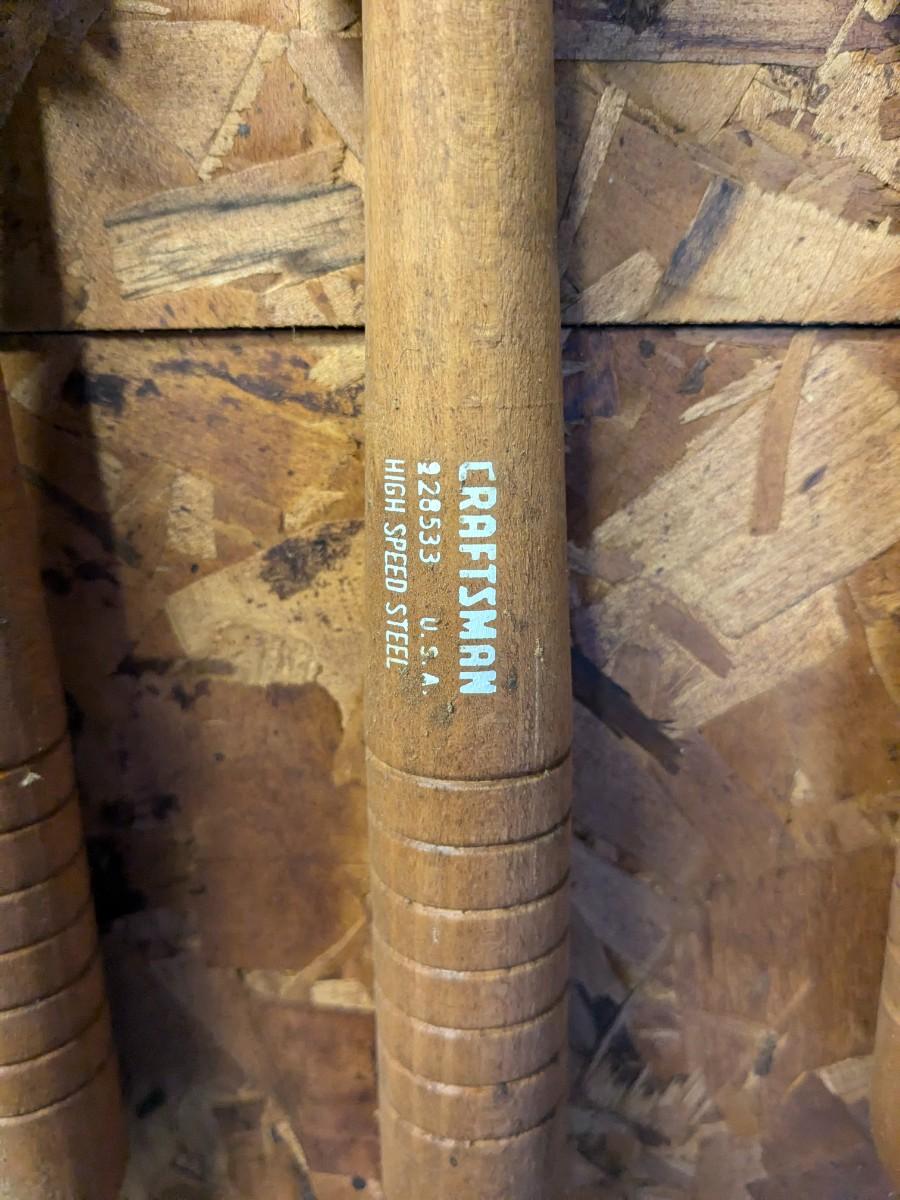 CRAFTSMAN
928533 U.S.A.
HIGH SPEED STEEL